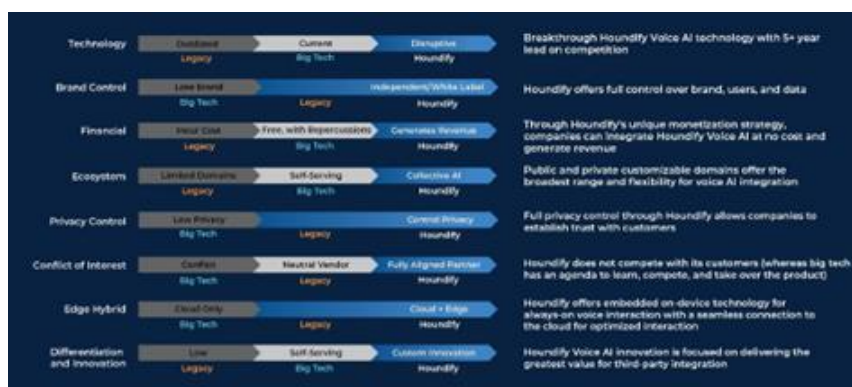 Technology Outdated Current Disruptive
Legacy Big Tech Houndify
Breakthrough Houndify Voice AI technology with 5+ year
lead on competition
Brand Control Lose Brand Independent/White Label
Big Tech Legacy Houndify
Houndify offers full control over brand, users, and data
Financial Incur Cost Free, with Repercussions Generates Revenue
Legacy Big Tech Houndify
Through Houndify's unique monetization strategy,
companies can integrate Houndify Voice AI at no cost and
generate revenue
Ecosystem Limited Domains Self-Serving Collective AI
Legacy Big Tech Houndify
Public and private customizable domains offer the
broadest range and flexibility for voice AI integration
Privacy Control Low Privacy Control Privacy
Big Tech Legacy Houndify
Full privacy control through Houndify allows companies to
establish trust with customers
Conflict of Interest Conflict Neutral Vendor Fully Aligned Partner
Big Tech Legacy Houndify
Houndify does not compete with its customers (whereas big tech
has an agenda to learn, compete, and take over the product)
Edge Hybrid Cloud Only Cloud + Edge
Big Tech Legacy Houndify
Houndify offers embedded on-device technology for
always-on voice interaction with a seamless connection to
the cloud for optimized interaction
Differentiation
and Innovation
Low Self-Serving Custom Innovation
Legacy Big Tech Houndify
Houndify Voice AI innovation is focused on delivering the
greatest value for third-party integration